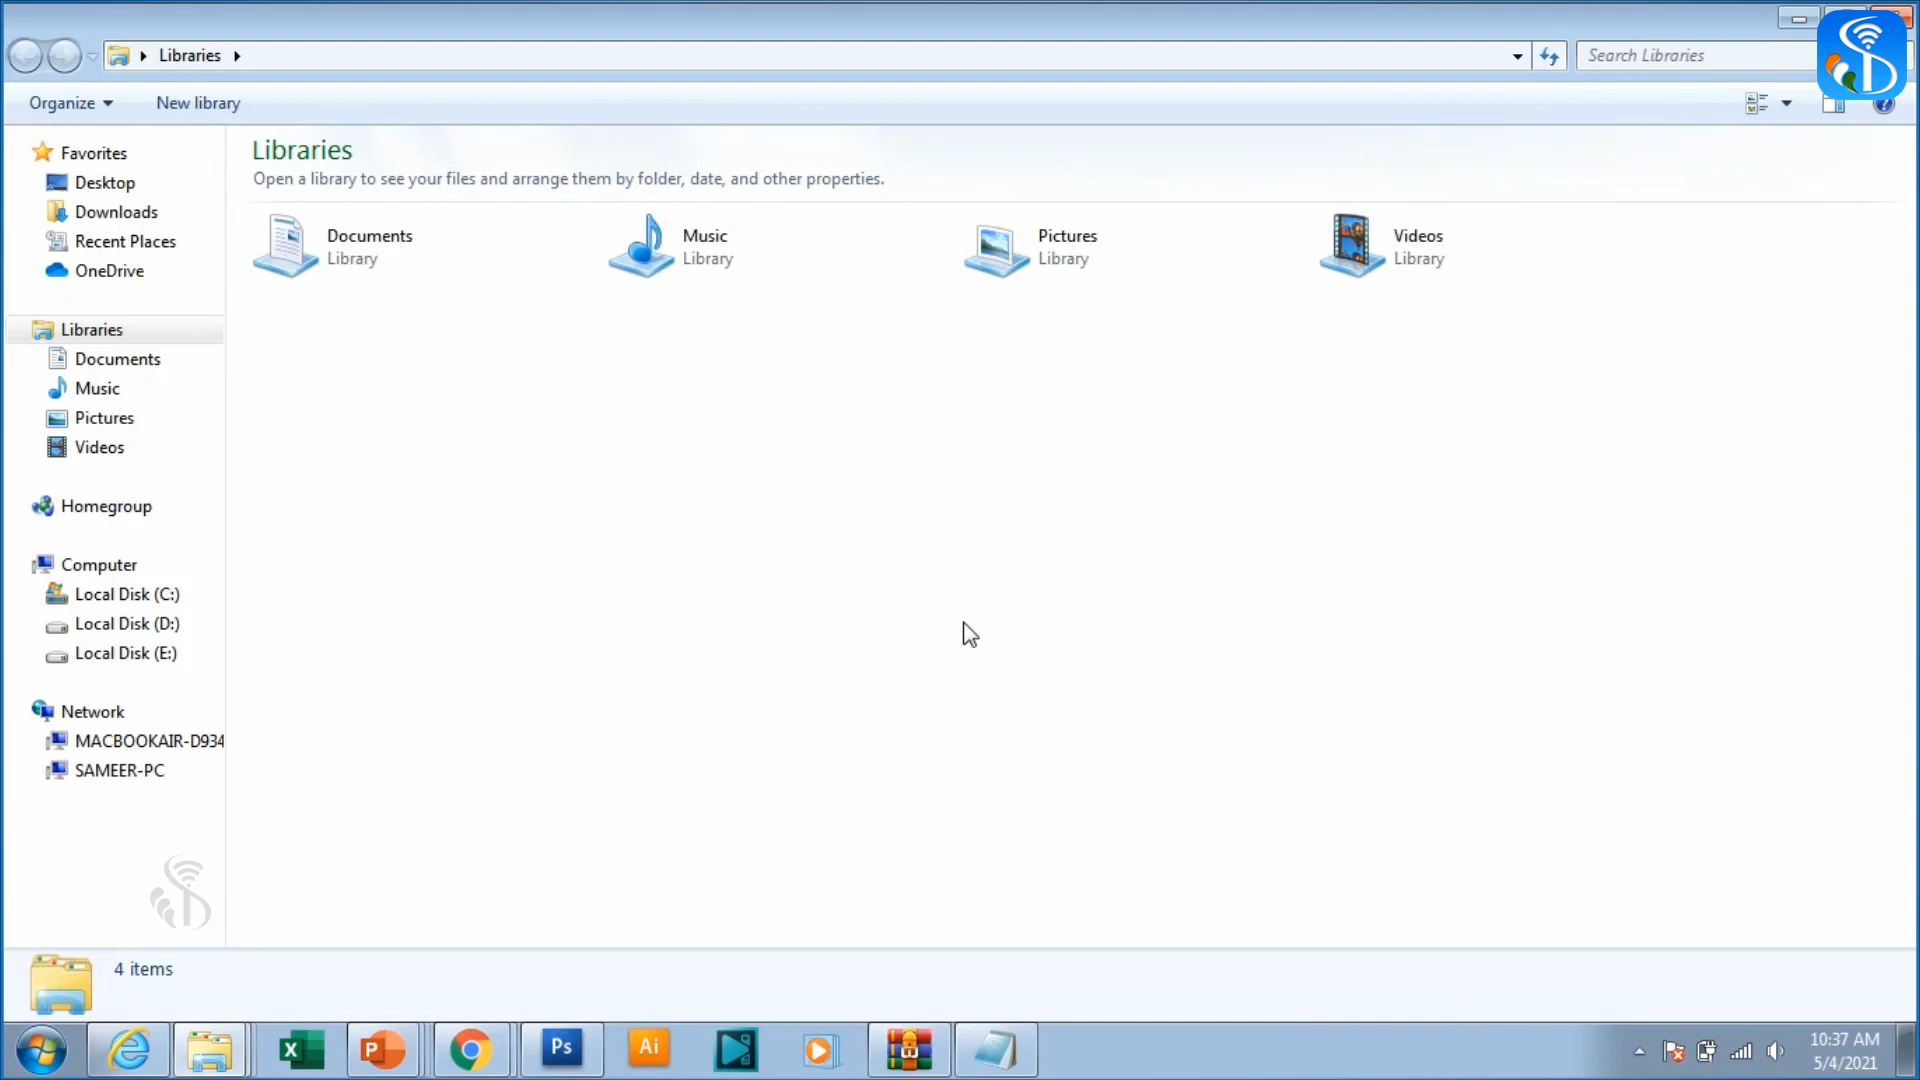 Libraries
Search Libraries
Organize
New library
Favorites
Desktop
Downloads
Recent Places
OneDrive
Libraries
Documents
Music
Pictures
Videos
Homegroup
Computer
Local Disk (C:)
Local Disk (D:)
Local Disk (E:)
Network
MACBOOKAIR-D934
SAMEER-PC
Libraries
Open a library to see your files and arrange them by folder, date, and other properties.
Documents
Library
Music
Library
Pictures
Library
Videos
Library
4 items
X
P
Ps
Ai
10:37 AM
5/4/2021